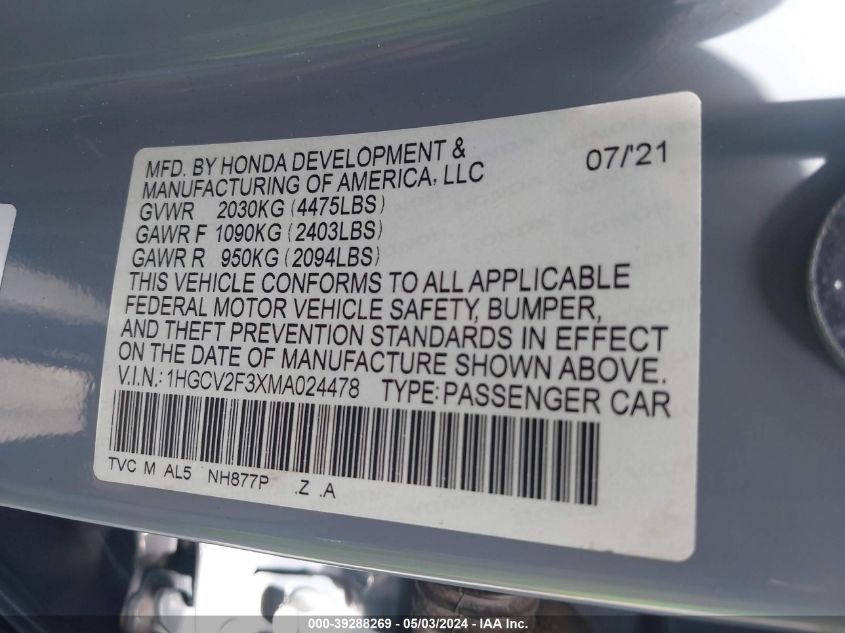 MFD. BY HONDA DEVELOPMENT & 07/'21
MANUFACTURING OF AMERICA, LLC
GVWR 2030KG (4475LBS)
GAWR F 1090KG (2403LBS)
GAWR R 950KG (2094LBS)
THIS VEHICLE CONFORMS TO ALL APPLICABLE
FEDERAL MOTOR VEHICLE SAFETY, BUMPER,
AND THEFT PREVENTION STANDARDS IN EFFECT
ON THE DATE OF MANUFACTURE SHOWN ABOVE.
V.I.N.: 1HGCV2F3XMA024478 TYPE: PASSENGER CAR
TVC M AL5 NH877P .Z .A
000-39288269 - 05/03/2024 - IAAI Inc.